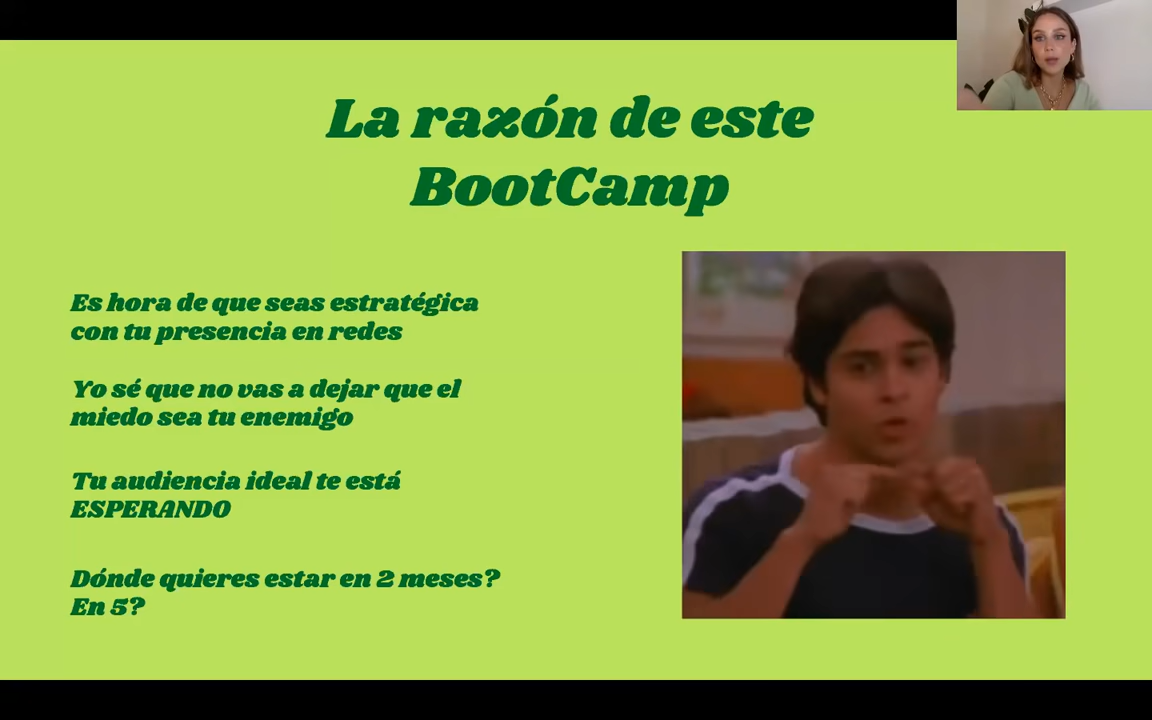 La razón de este
BootCamp
Es hora de que seas estratégica
con tu presencia en redes
Yo sé que no vas a dejar que el
miedo sea tu enemigo
Tu audiencia ideal te está
ESPERANDO
Dónde quieres estar en 2 meses?
En 5?